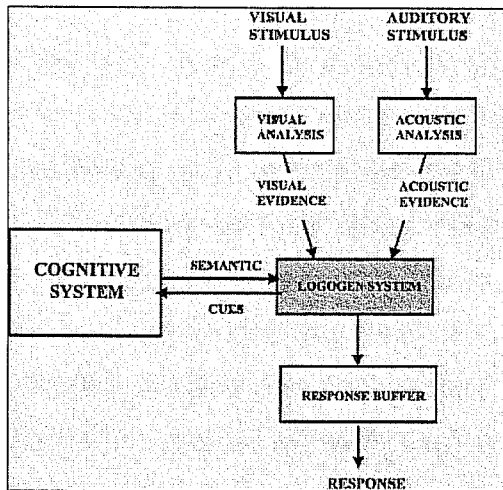 VISUAL
STIMULUS
AUDITORY
STIMULUS
VISUAL
ANALYSIS
ACOUSTIC
ANALYSIS
VISUAL
EVIDENCE
ACOUSTIC
EVIDENCE
COGNITIVE
SYSTEM
SEMANTIC
CUES
LOGOGEN SYSTEM
RESPONSE BUFFER
RESPONSE